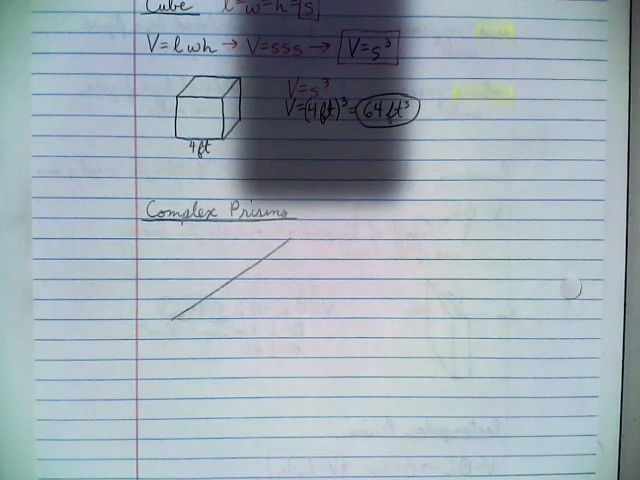 Cube l=w=h=s
V=lwh → V=sss → V=s³
V=s³
V=(4ft)³=64ft³
4ft
Complex Prisms